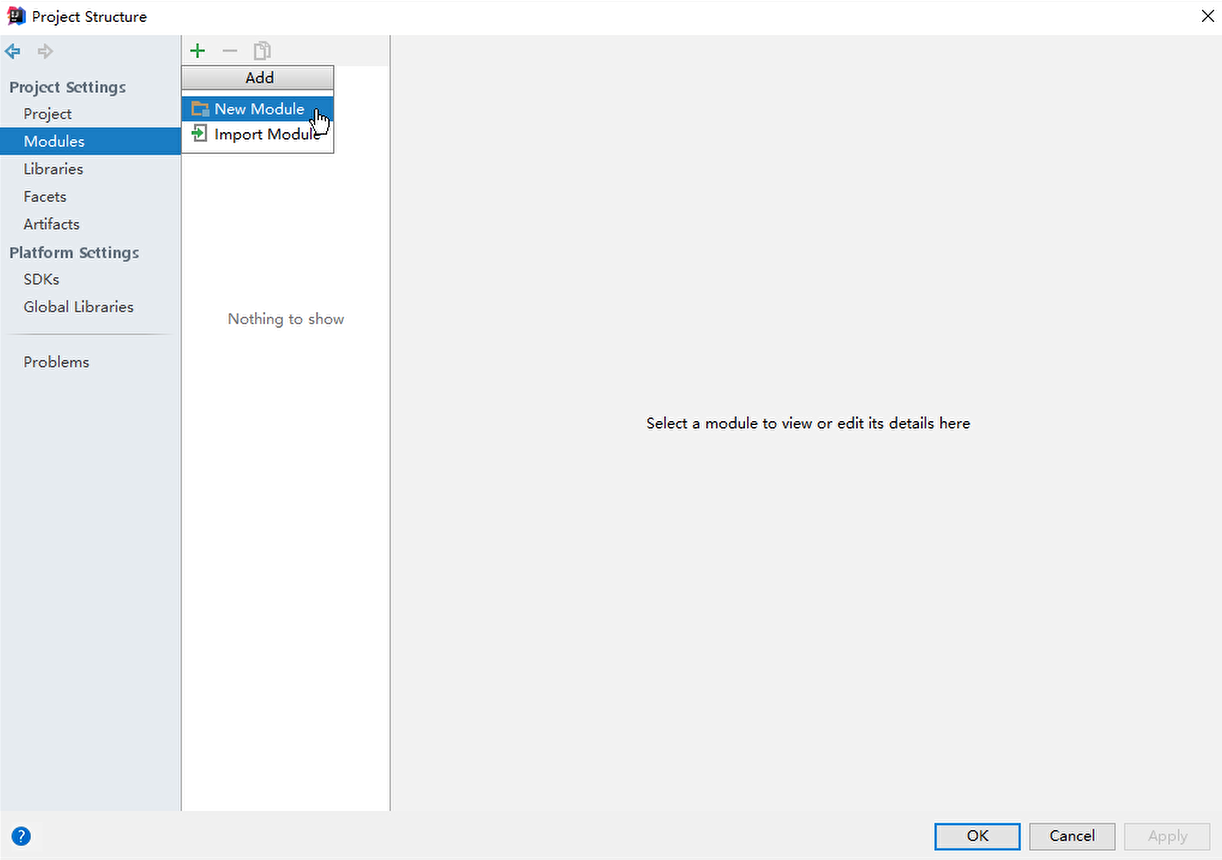 Project Structure
Project Settings
Project
Modules
Libraries
Facets
Artifacts
Platform Settings
SDKs
Global Libraries
Problems
Add
New Module
Import Module
Nothing to show
Select a module to view or edit its details here
?
OK
Cancel
Apply